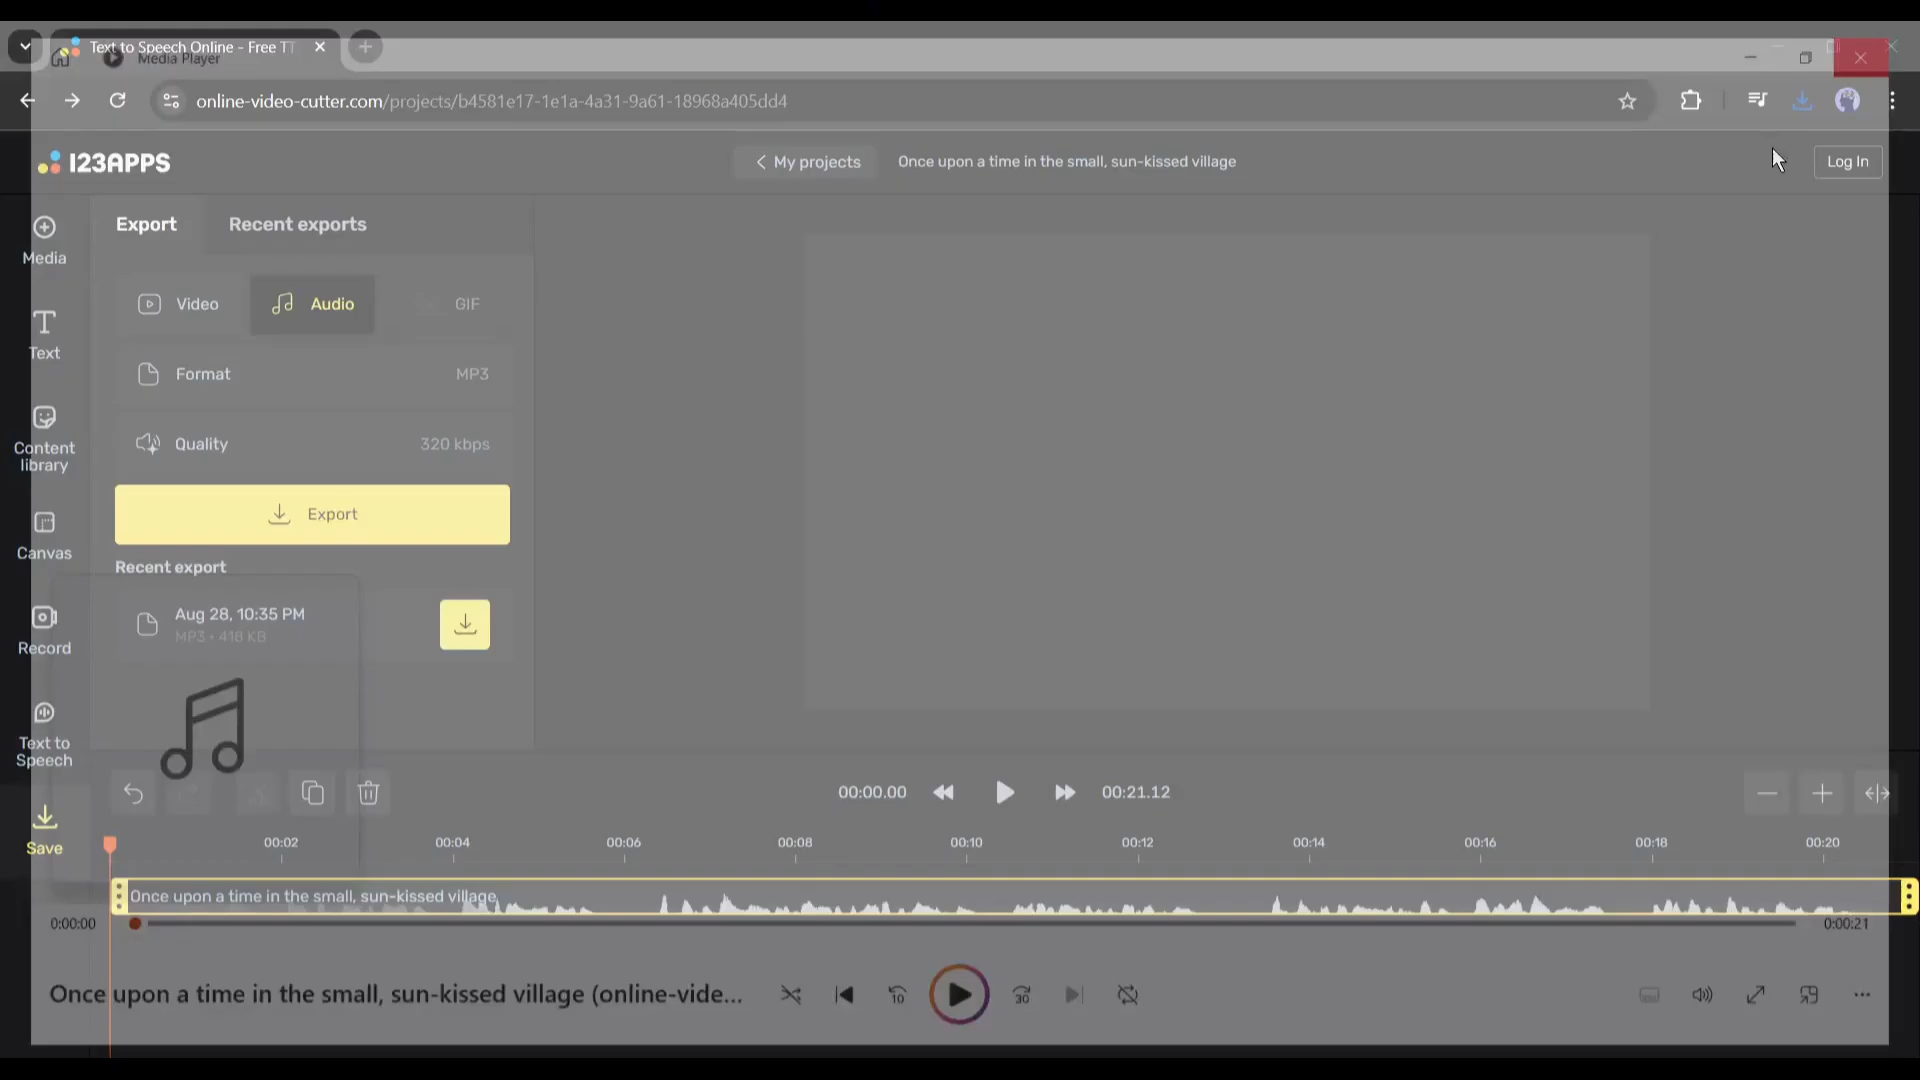 Text to Speech Online - Free TT
Media Player
online-video-cutter.com/projects/b4581e17-1e1a-4a31-9a61-18968a405dd4
123APPS
My projects
Once upon a time in the small, sun-kissed village
Log In
Media
Text
Content
library
Canvas
Record
Text to
Speech
Save
Export
Recent exports
Video
Audio
GIF
Format
MP3
Quality
320 kbps
Export
Recent export
Aug 28, 10:35 PM
MP3 • 418 KB
00:00.00
00:21.12
00:02
00:04
00:06
00:08
00:10
00:12
00:14
00:16
00:18
00:20
Once upon a time in the small, sun-kissed village
0:00:00
0:00:21
Once upon a time in the small, sun-kissed village (online-vide...
10
30